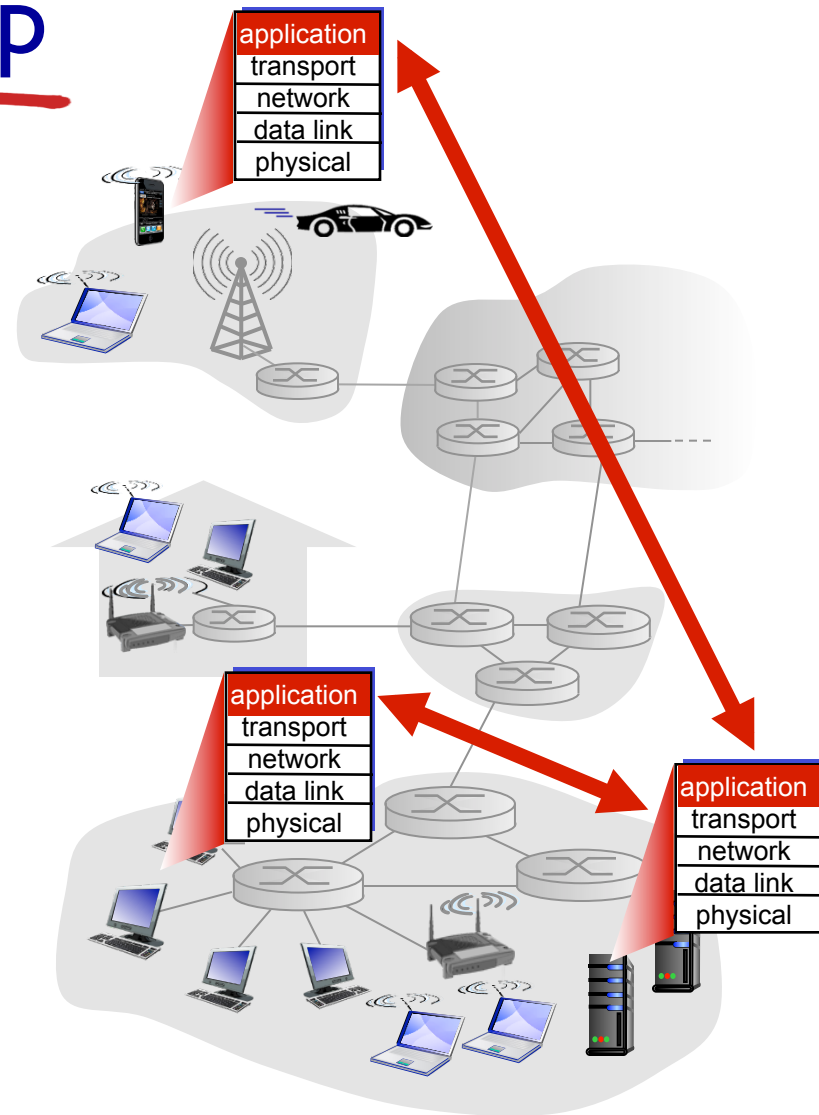 p
application
transport
network
data link
physical
application
transport
network
data link
physical
application
transport
network
data link
physical